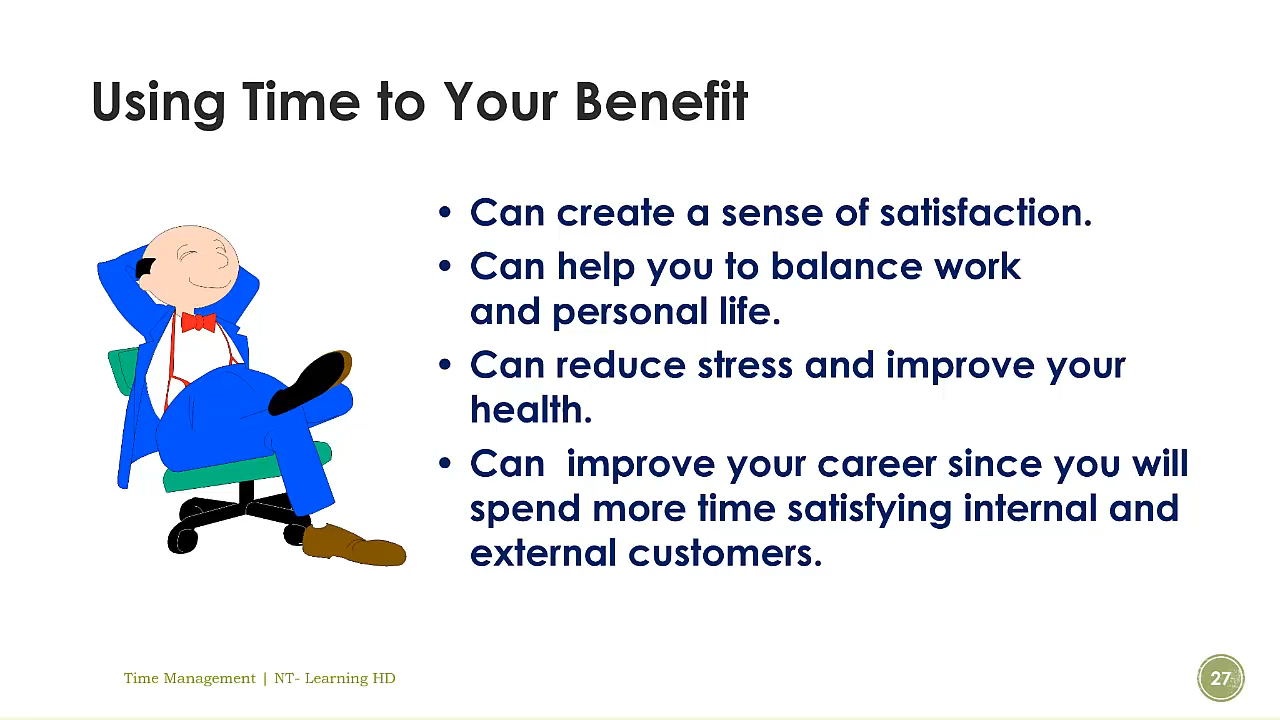 Using Time to Your Benefit
• Can create a sense of satisfaction.
• Can help you to balance work
and personal life.
• Can reduce stress and improve your
health.
• Can  improve your career since you will
spend more time satisfying internal and
external customers.
Time Management | NT- Learning HD
27